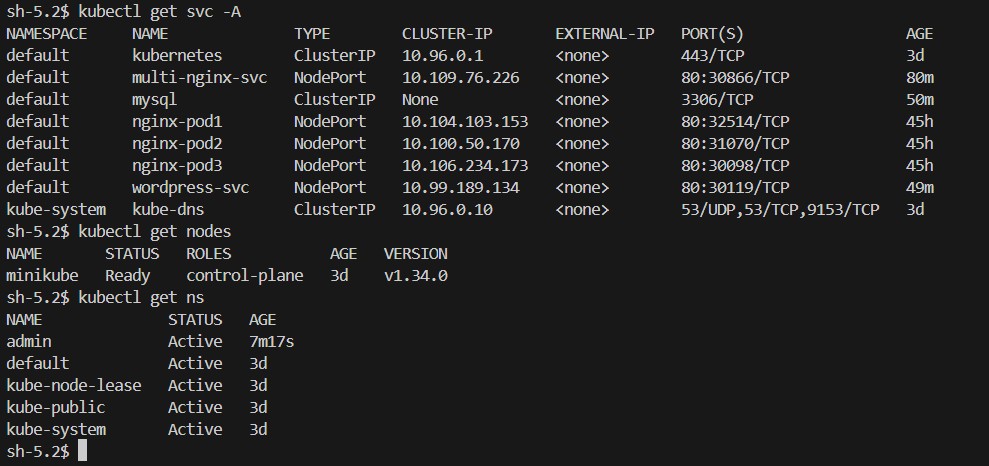 sh-5.2$ kubectl get svc -A
NAMESPACE     NAME              TYPE        CLUSTER-IP       EXTERNAL-IP   PORT(S)                  AGE
default       kubernetes        ClusterIP   10.96.0.1        <none>        443/TCP                  3d
default       multi-nginx-svc   NodePort    10.109.76.226    <none>        80:30866/TCP             80m
default       mysql             ClusterIP   None             <none>        3306/TCP                 50m
default       nginx-pod1        NodePort    10.104.103.153   <none>        80:32514/TCP             45h
default       nginx-pod2        NodePort    10.100.50.170    <none>        80:31070/TCP             45h
default       nginx-pod3        NodePort    10.106.234.173   <none>        80:30098/TCP             45h
default       wordpress-svc     NodePort    10.99.189.134    <none>        80:30119/TCP             49m
kube-system   kube-dns          ClusterIP   10.96.0.10       <none>        53/UDP,53/TCP,9153/TCP   3d
sh-5.2$ kubectl get nodes
NAME       STATUS   ROLES           AGE   VERSION
minikube   Ready    control-plane   3d    v1.34.0
sh-5.2$ kubectl get ns
NAME              STATUS   AGE
admin             Active   7m17s
default           Active   3d
kube-node-lease   Active   3d
kube-public       Active   3d
kube-system       Active   3d
sh-5.2$